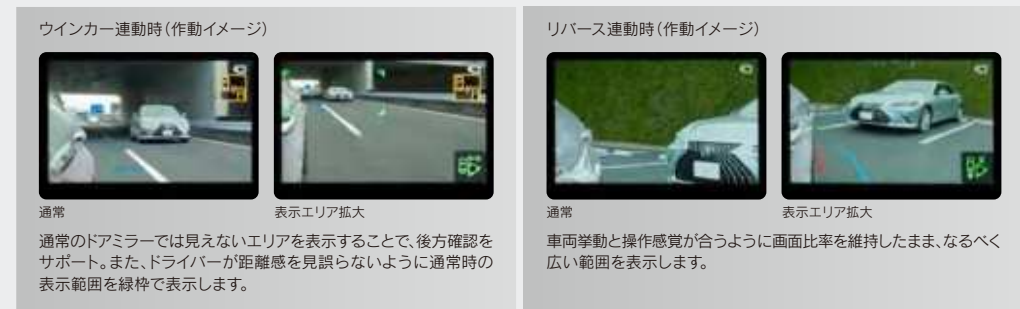 ウインカー連動時（作動イメージ）
通常
表示エリア拡大
通常のドアミラーでは見えないエリアを表示することで、後方確認を
サポート。また、ドライバーが距離感を見誤らないように通常時の
表示範囲を緑枠で表示します。
リバース連動時（作動イメージ）
通常
表示エリア拡大
車両挙動と操作感覚が合うように画面比率を維持したまま、なるべく
広い範囲を表示します。